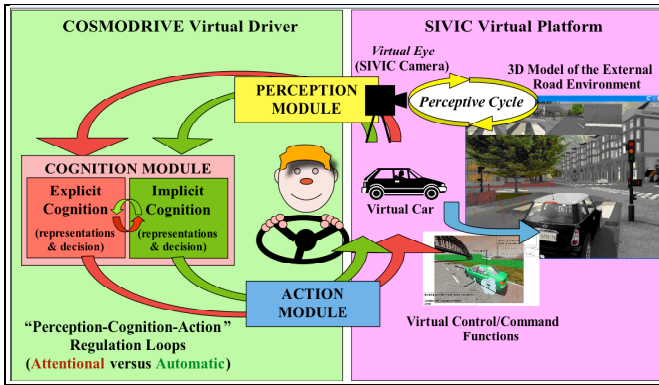 COSMODRIVE Virtual Driver
SIVIC Virtual Platform
Virtual Eye
(SIVIC Camera)
3D Model of the External
Road Environment
PERCEPTION
MODULE
Perceptive Cycle
COGNITION MODULE
Explicit
Cognition
(representations
& decision)
Implicit
Cognition
(representations
& decision)
Virtual Car
ACTION
MODULE
"Perception-Cognition-Action"
Regulation Loops
(Attentional versus Automatic)
Virtual Control/Command
Functions